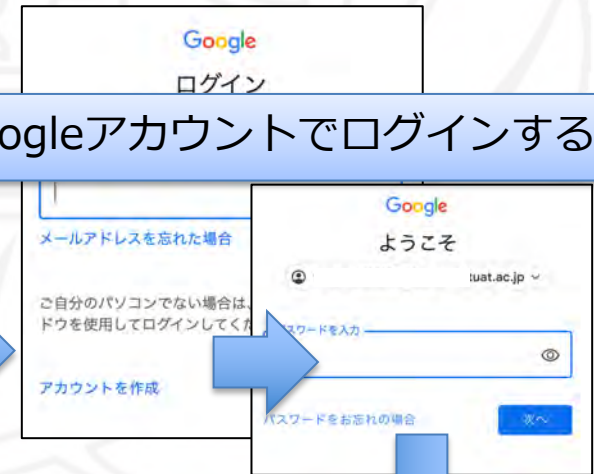 Google
ログイン
ogleアカウントでログインする
メールアドレスを忘れた場合
ご自分のパソコンでない場合は、
ドウを使用してログインしてくだ
アカウントを作成
Google
ようこそ
tuat.ac.jp
パスワードを入力
パスワードをお忘れの場合
次へ